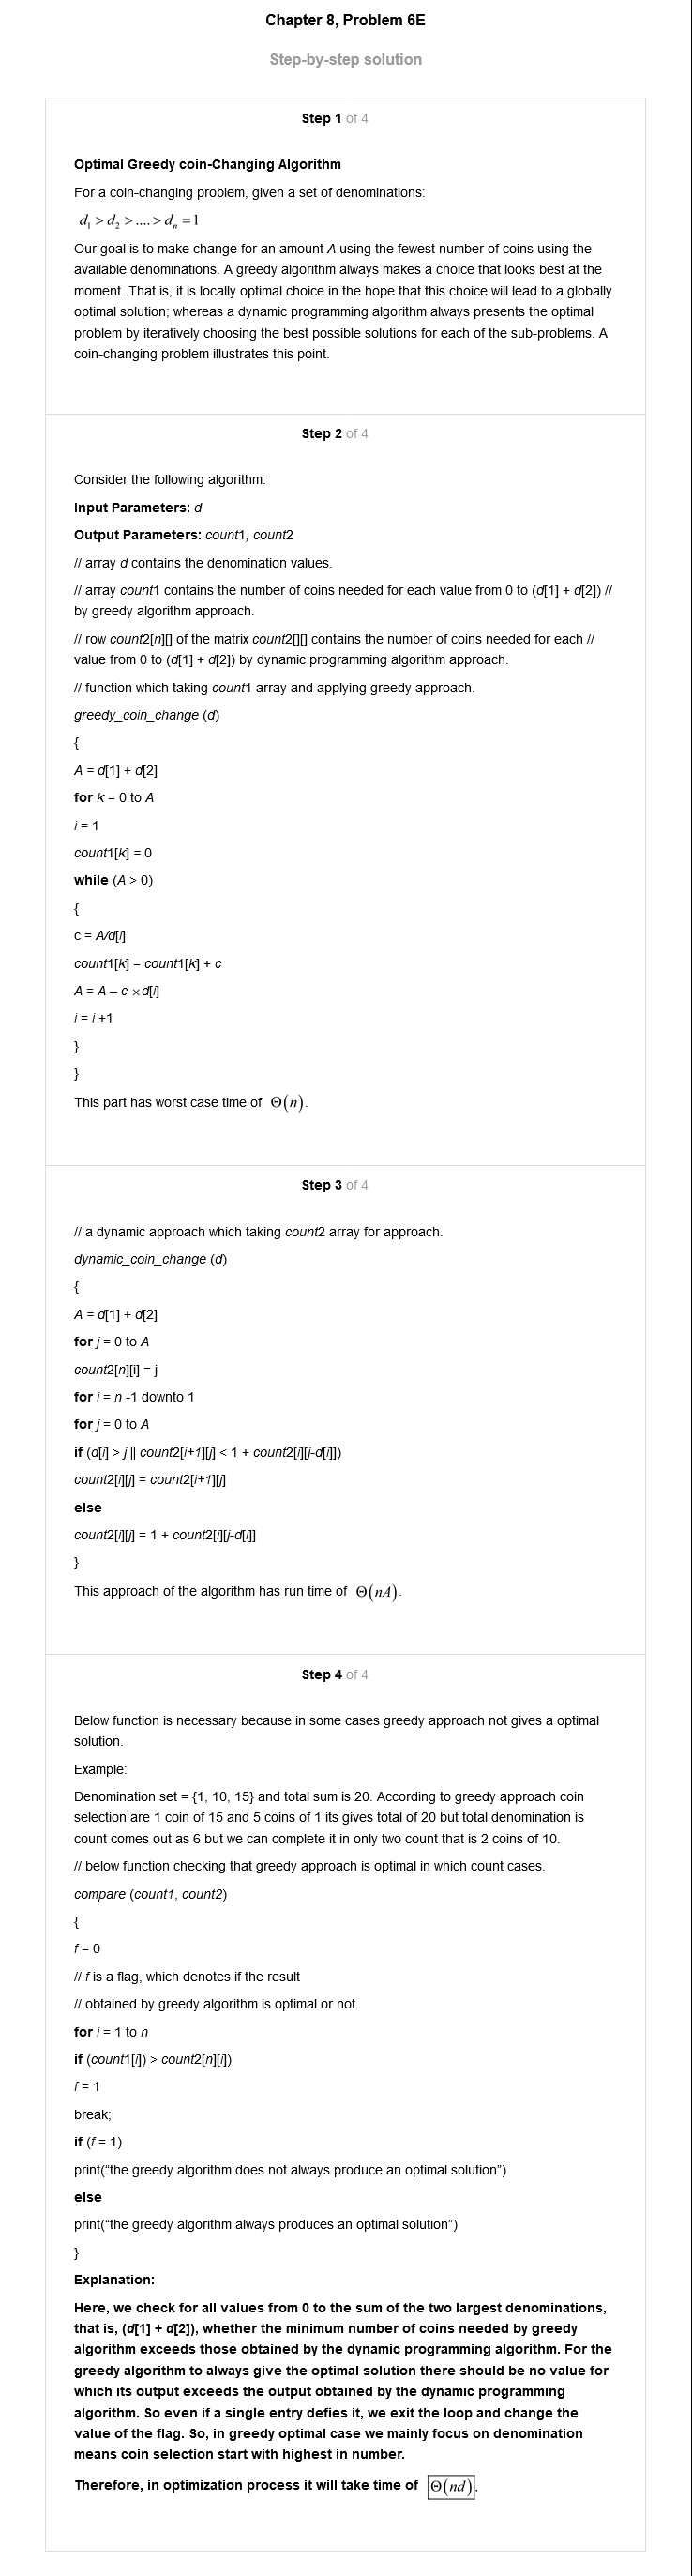 Chapter 8, Problem 6E
Step-by-step solution
Step 1 of 4
Optimal Greedy coin-Changing Algorithm
For a coin-changing problem, given a set of denominations:
d₁ > d₂ > .... > dₙ = 1
Our goal is to make change for an amount A using the fewest number of coins using the
available denominations. A greedy algorithm always makes a choice that looks best at the
moment. That is, it is locally optimal choice in the hope that this choice will lead to a globally
optimal solution; whereas a dynamic programming algorithm always presents the optimal
problem by iteratively choosing the best possible solutions for each of the sub-problems. A
coin-changing problem illustrates this point.
Step 2 of 4
Consider the following algorithm:
Input Parameters: d
Output Parameters: count1, count2
// array d contains the denomination values.
// array count1 contains the number of coins needed for each value from 0 to (d[1] + d[2]) //
by greedy algorithm approach.
// row count2[n][] of the matrix count2[][] contains the number of coins needed for each //
value from 0 to (d[1] + d[2]) by dynamic programming algorithm approach.
// function which taking count1 array and applying greedy approach.
greedy_coin_change (d)
{
A = d[1] + d[2]
for k = 0 to A
i = 1
count1[k] = 0
while (A > 0)
{
c = A/d[i]
count1[k] = count1[k] + c
A = A – c ×d[i]
i = i +1
}
}
This part has worst case time of Θ(n).
Step 3 of 4
// a dynamic approach which taking count2 array for approach.
dynamic_coin_change (d)
{
A = d[1] + d[2]
for j = 0 to A
count2[n][i] = j
for i = n -1 downto 1
for j = 0 to A
if (d[i] > j || count2[i+1][j] < 1 + count2[i][j-d[i]])
count2[i][j] = count2[i+1][j]
else
count2[i][j] = 1 + count2[i][j-d[i]]
}
This approach of the algorithm has run time of Θ(nA).
Step 4 of 4
Below function is necessary because in some cases greedy approach not gives a optimal
solution.
Example:
Denomination set = {1, 10, 15} and total sum is 20. According to greedy approach coin
selection are 1 coin of 15 and 5 coins of 1 its gives total of 20 but total denomination is
count comes out as 6 but we can complete it in only two count that is 2 coins of 10.
// below function checking that greedy approach is optimal in which count cases.
compare (count1, count2)
{
f = 0
// f is a flag, which denotes if the result
// obtained by greedy algorithm is optimal or not
for i = 1 to n
if (count1[i]) > count2[n][i])
f = 1
break;
if (f = 1)
print(“the greedy algorithm does not always produce an optimal solution”)
else
print(“the greedy algorithm always produces an optimal solution”)
}
Explanation:
Here, we check for all values from 0 to the sum of the two largest denominations,
that is, (d[1] + d[2]), whether the minimum number of coins needed by greedy
algorithm exceeds those obtained by the dynamic programming algorithm. For the
greedy algorithm to always give the optimal solution there should be no value for
which its output exceeds the output obtained by the dynamic programming
algorithm. So even if a single entry defies it, we exit the loop and change the
value of the flag. So, in greedy optimal case we mainly focus on denomination
means coin selection start with highest in number.
Therefore, in optimization process it will take time of Θ(nd).